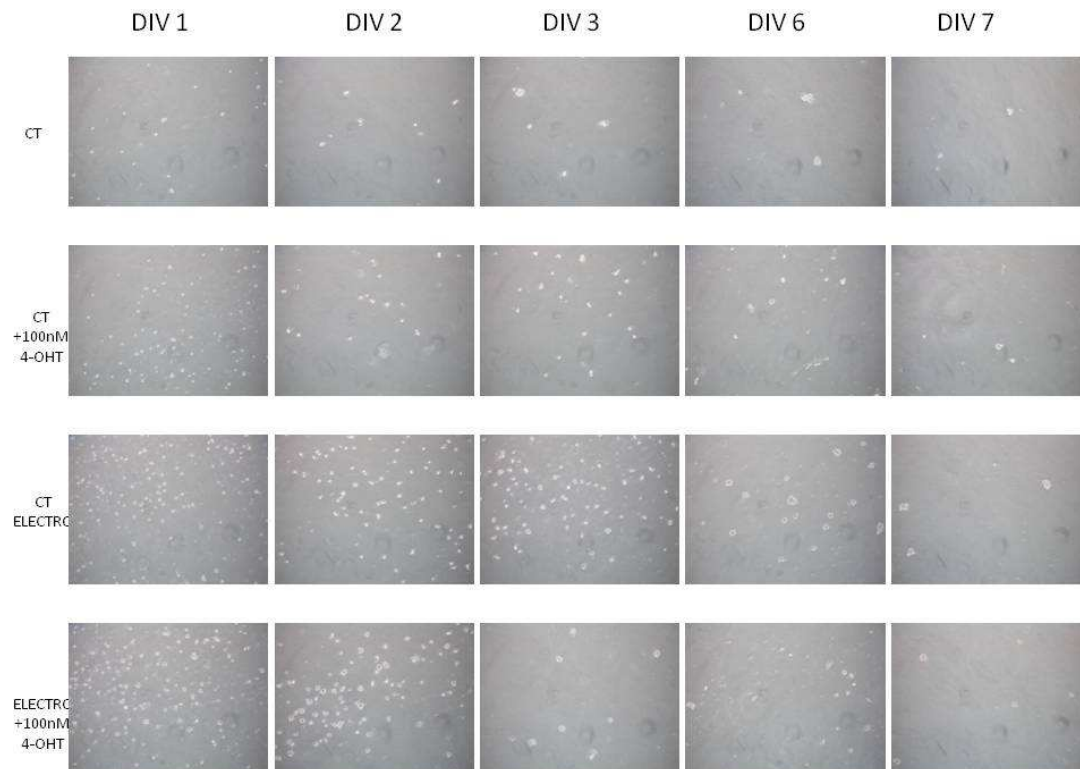 DIV 1
DIV 2
DIV 3
DIV 6
DIV 7
CT
CT
+100nM
4-OHT
CT
ELECTRO
ELECTRO
+100nM
4-OHT